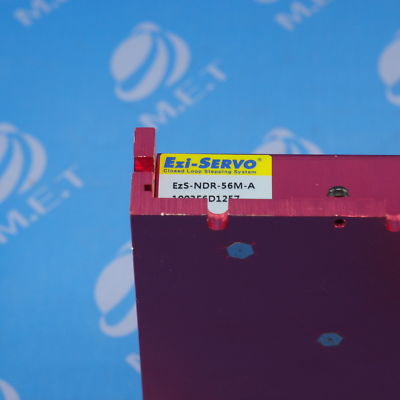 M.E.T
Ezi-SERVO®
Closed Loop Stepping System
EzS-NDR-56M-A
M.E.T
M.E.T